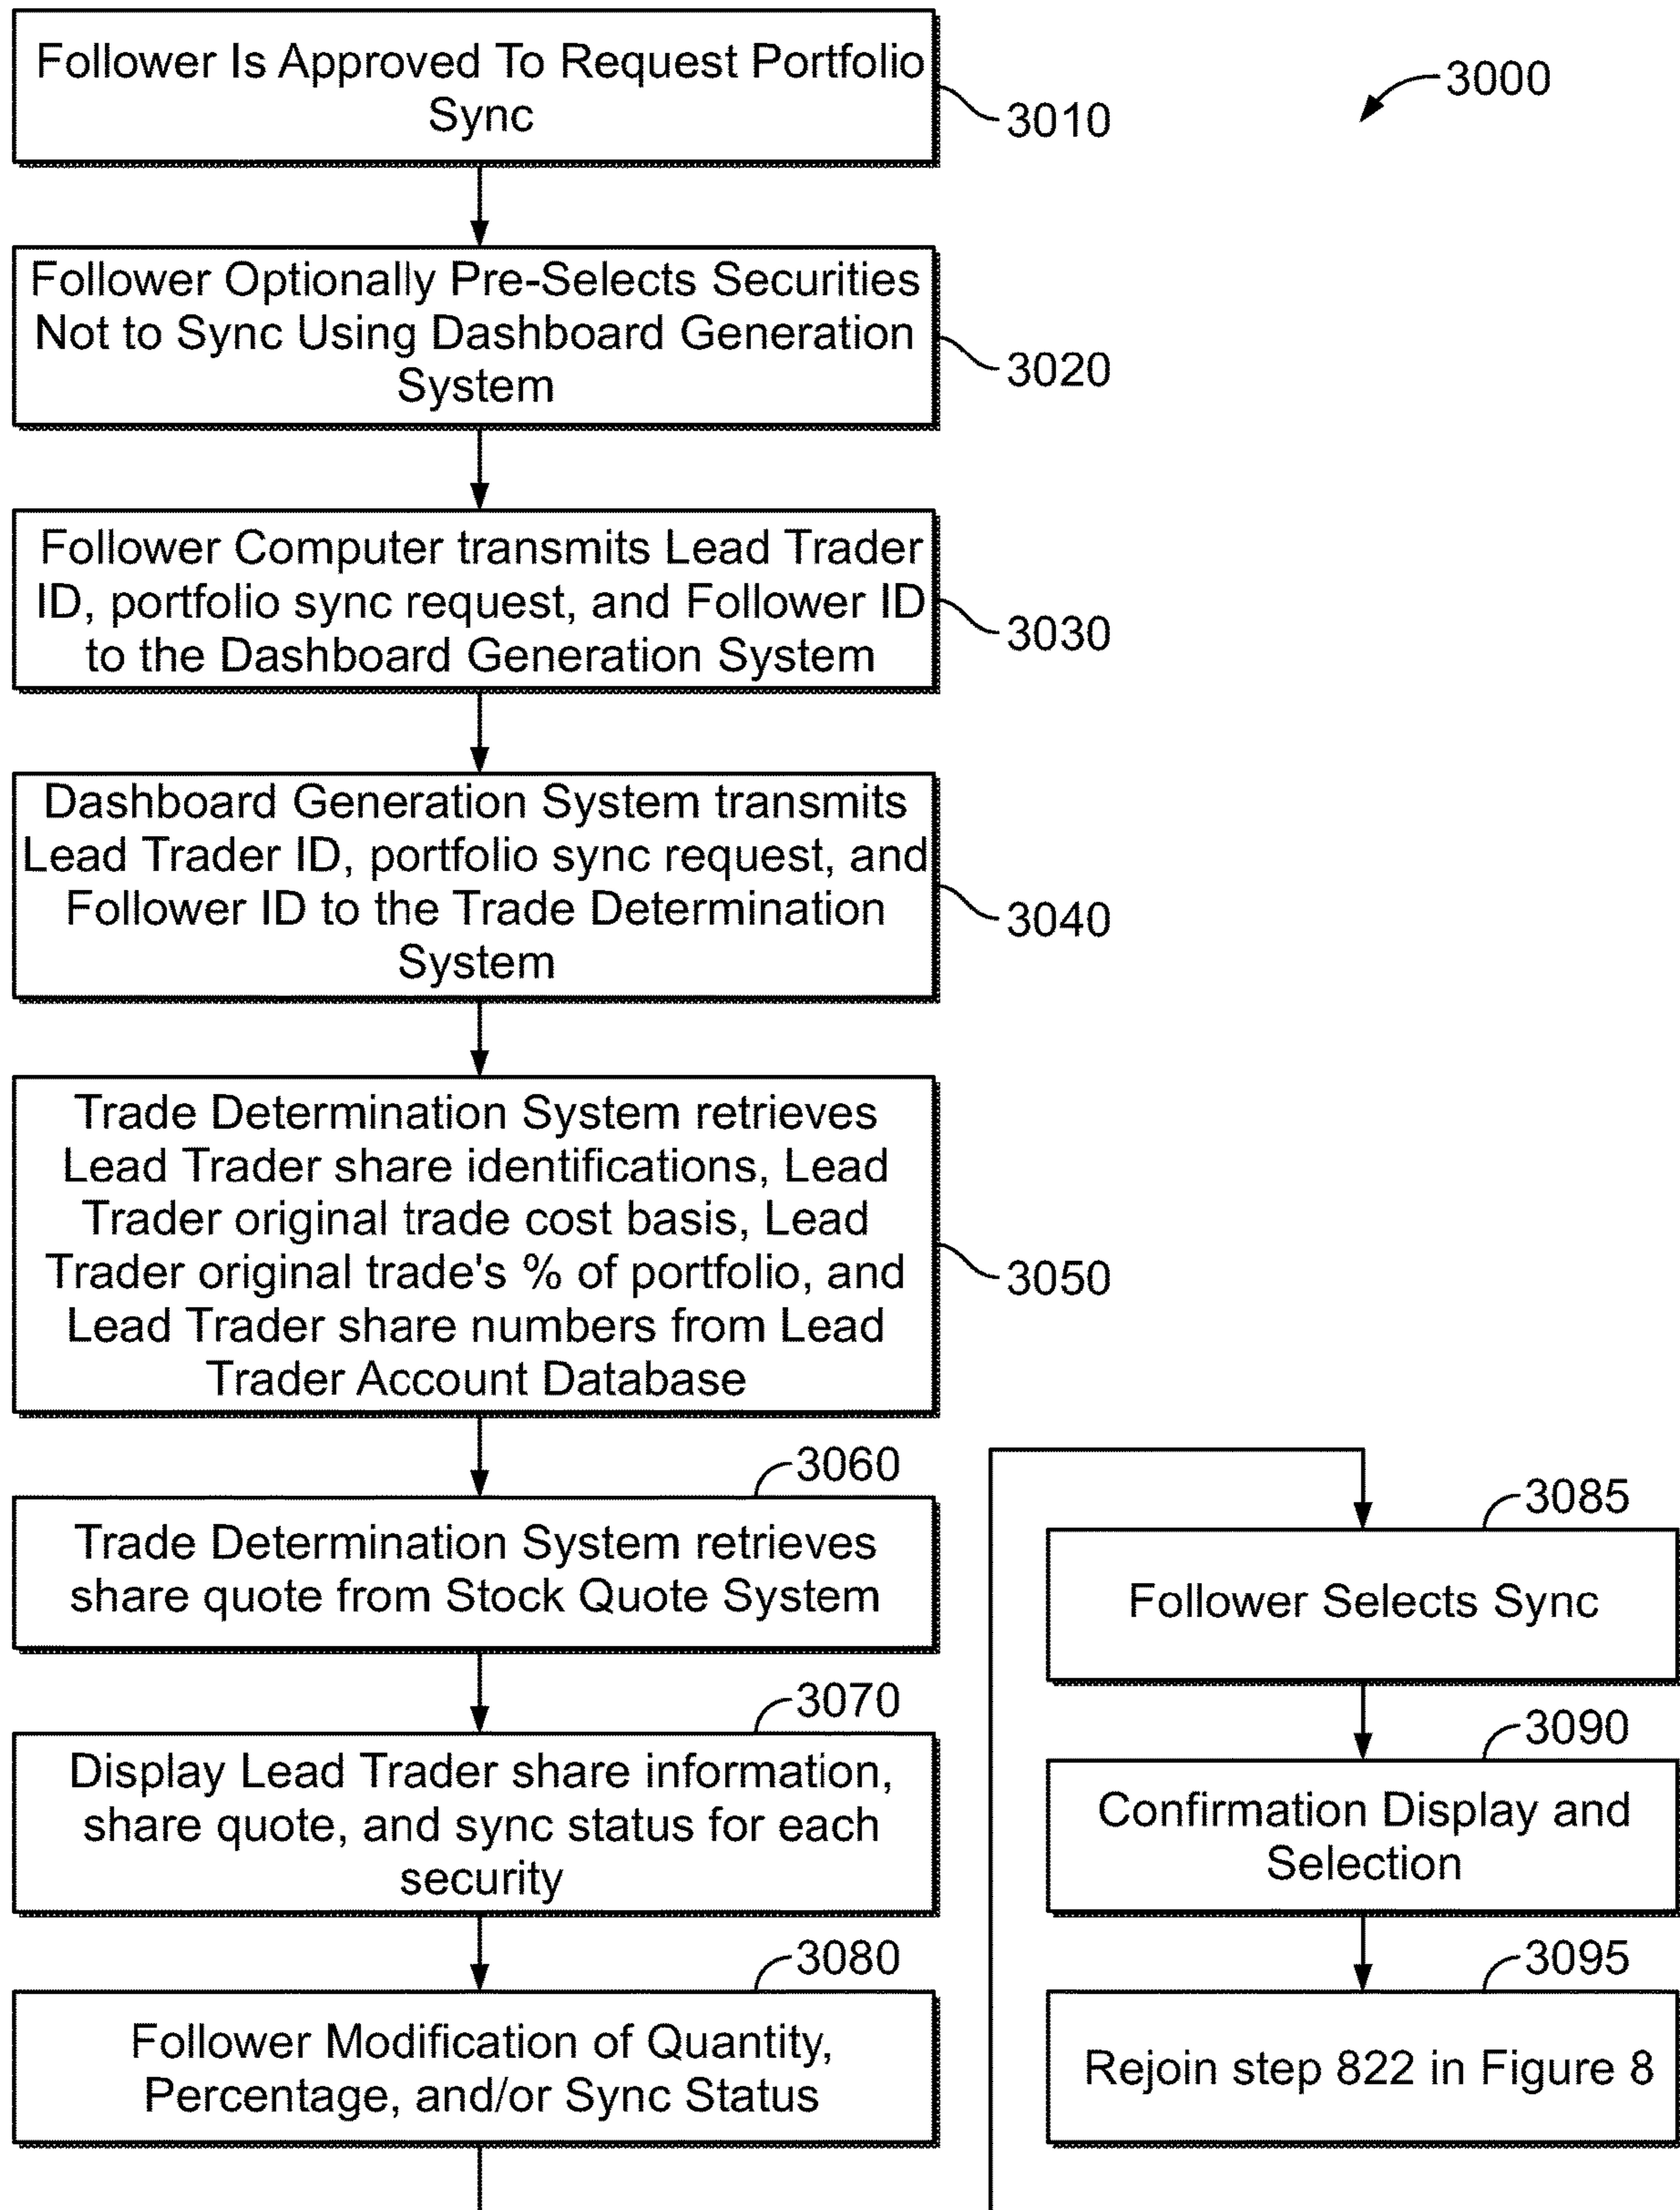 Follower Is Approved To Request Portfolio
Sync
3010
3000
Follower Optionally Pre-Selects Securities
Not to Sync Using Dashboard Generation
System
3020
Follower Computer transmits Lead Trader
ID, portfolio sync request, and Follower ID
to the Dashboard Generation System
3030
Dashboard Generation System transmits
Lead Trader ID, portfolio sync request, and
Follower ID to the Trade Determination
System
3040
Trade Determination System retrieves
Lead Trader share identifications, Lead
Trader original trade cost basis, Lead
Trader original trade's % of portfolio, and
Lead Trader share numbers from Lead
Trader Account Database
3050
3060
Trade Determination System retrieves
share quote from Stock Quote System
3070
Display Lead Trader share information,
share quote, and sync status for each
security
3080
Follower Modification of Quantity,
Percentage, and/or Sync Status
3085
Follower Selects Sync
3090
Confirmation Display and
Selection
3095
Rejoin step 822 in Figure 8